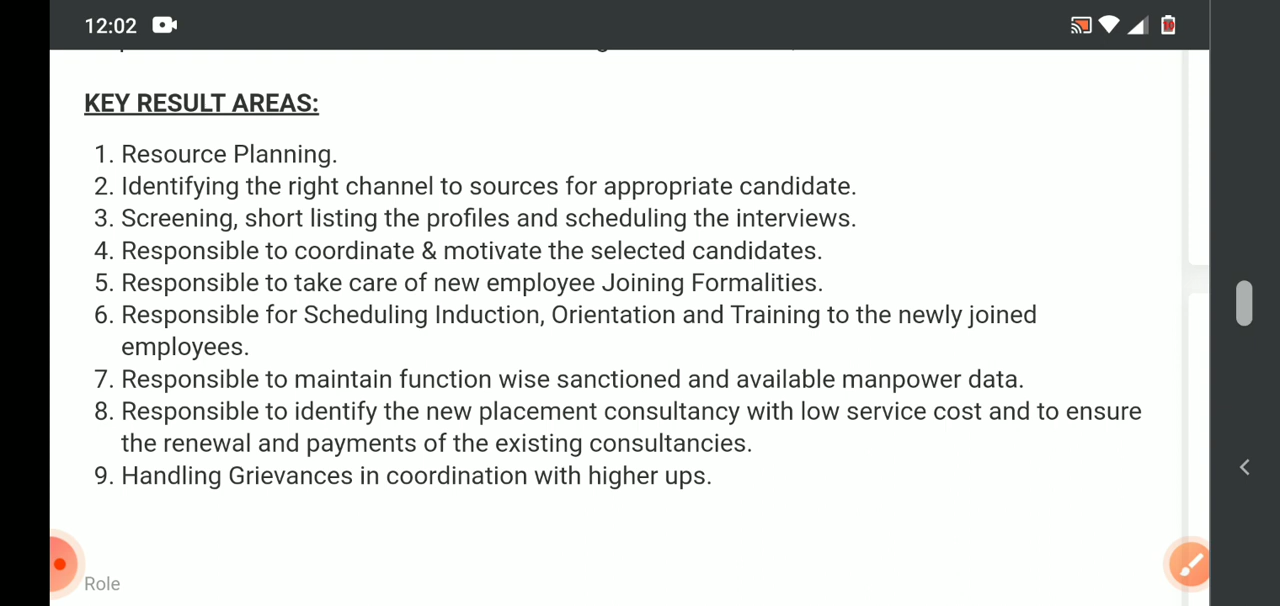 12:02
10
KEY RESULT AREAS:
1. Resource Planning.
2. Identifying the right channel to sources for appropriate candidate.
3. Screening, short listing the profiles and scheduling the interviews.
4. Responsible to coordinate & motivate the selected candidates.
5. Responsible to take care of new employee Joining Formalities.
6. Responsible for Scheduling Induction, Orientation and Training to the newly joined
employees.
7. Responsible to maintain function wise sanctioned and available manpower data.
8. Responsible to identify the new placement consultancy with low service cost and to ensure
the renewal and payments of the existing consultancies.
9. Handling Grievances in coordination with higher ups.
Role